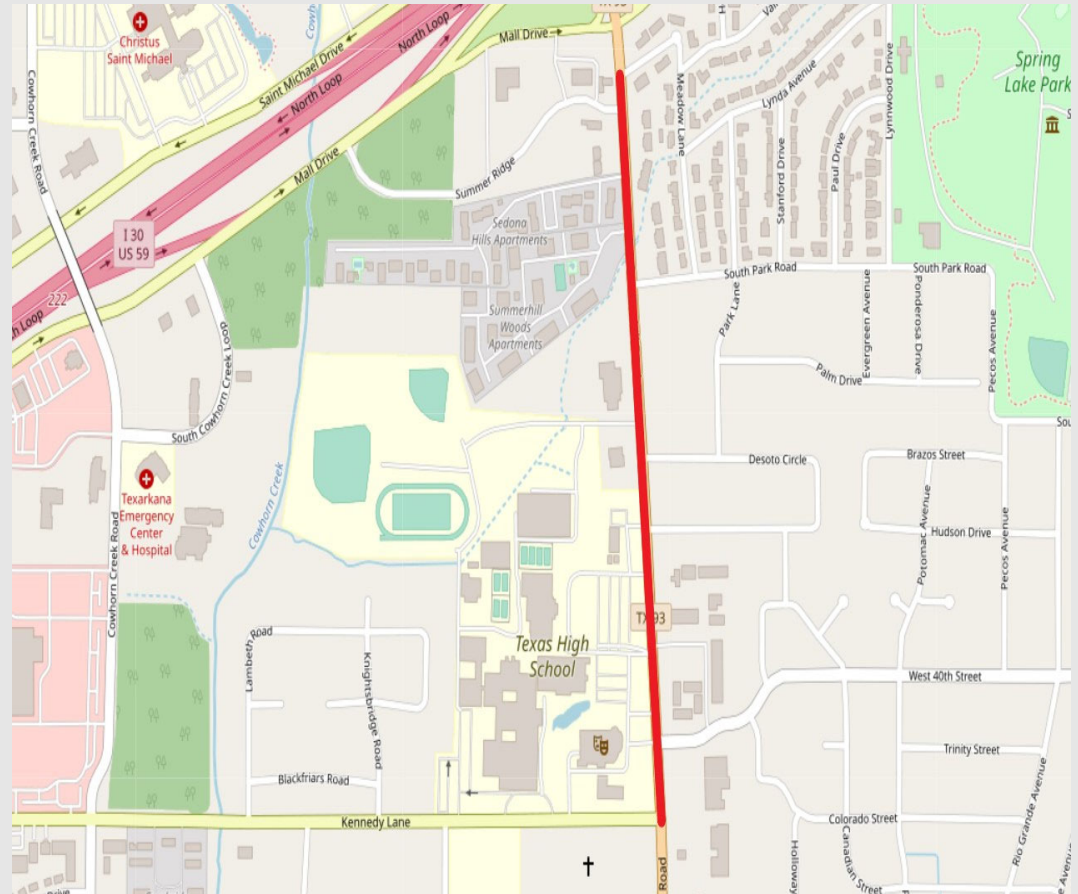 TX 93
Mall Drive
North Loop
Christus
Saint Michael
Saint Michael Drive
North Loop
Cowhorn Creek Road
Meadow Lane
Lynda Avenue
Lynnwood Drive
Spring
Lake Park
Mall Drive
Summer Ridge
Stanford Drive
Paul Drive
I 30
US 59
Sedona
Hills Apartments
South Park Road
South Park Road
222
Summerhill
Woods
Apartments
Park Lane
Evergreen Avenue
Ponderosa Drive
Pecos Avenue
South Cowhorn Creek Loop
Palm Drive
Desoto Circle
Brazos Street
Texarkana
Emergency
Center
& Hospital
Cowhorn Creek
Cowhorn Creek Road
Potomac Avenue
Hudson Drive
Pecos Avenue
TX 93
Texas High
School
Lambeth Road
Knightsbridge Road
West 40th Street
Trinity Street
Blackfriars Road
Kennedy Lane
Colorado Street
Rio Grande Avenue
Canadian Street
Holloway
Road
Drive